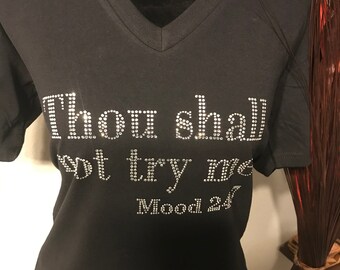 Thou shall
not try me
Mood 24